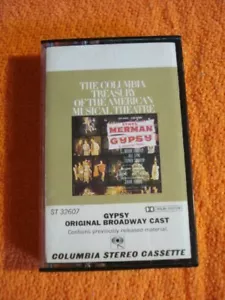 THE COLUMBIA
TREASURY
OF THE AMERICAN
MUSICAL THEATRE
MERMAN
GYPSY
ST 32607
GYPSY
ORIGINAL BROADWAY CAST
Contains previously released material.
COLUMBIA STEREO CASSETTE